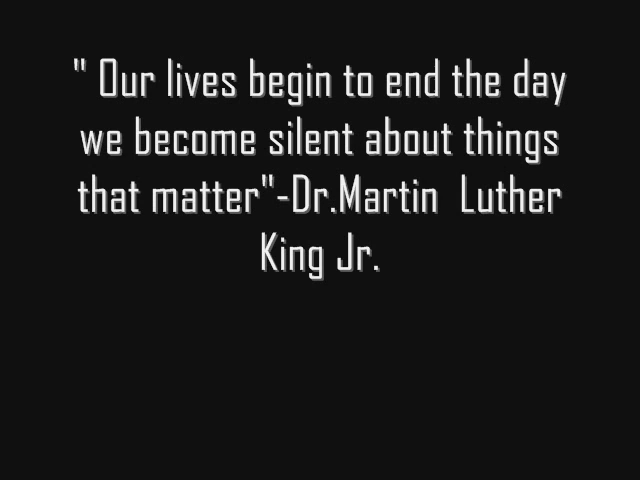 " Our lives begin to end the day
we become silent about things
that matter"-Dr.Martin  Luther
King Jr.